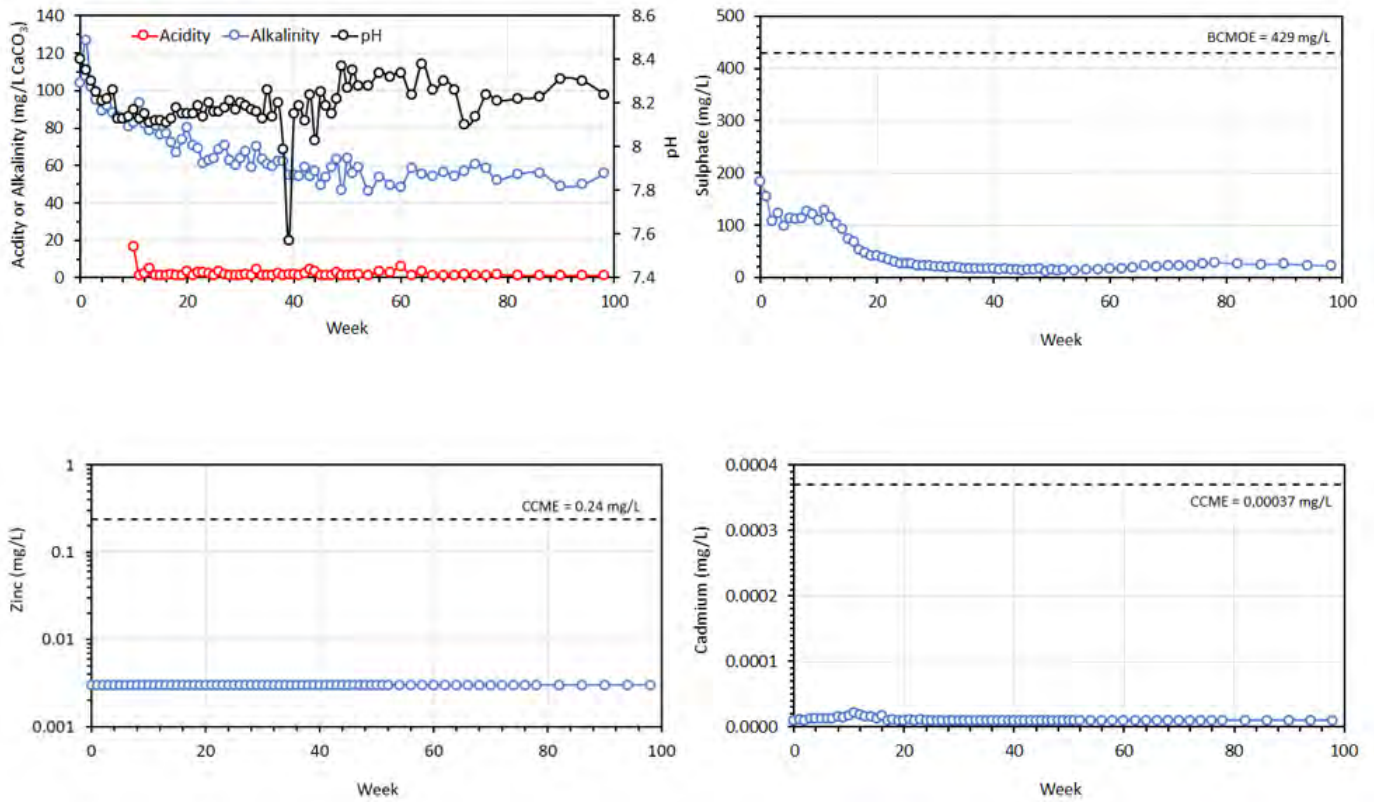 140
120
100
80
60
40
20
0
Acdity or Alkalinity (mg/L CaCO3)
Acidity
Alkalinity
pH
8.6
8.4
8.2
8
7.8
7.6
7.4
pH
0 20 40 60 80 100
Week
500
400
300
200
100
0
Sulphate (mg/L)
BCMOE = 429 mg/L
0 20 40 60 80 100
Week
1
0.1
0.01
0.001
Zinc (mg/L)
CCME = 0.24 mg/L
0 20 40 60 80 100
Week
0.0004
0.0003
0.0002
0.0001
0.0000
Cadmium (mg/L)
CCME = 0.00037 mg/L
0 20 40 60 80 100
Week